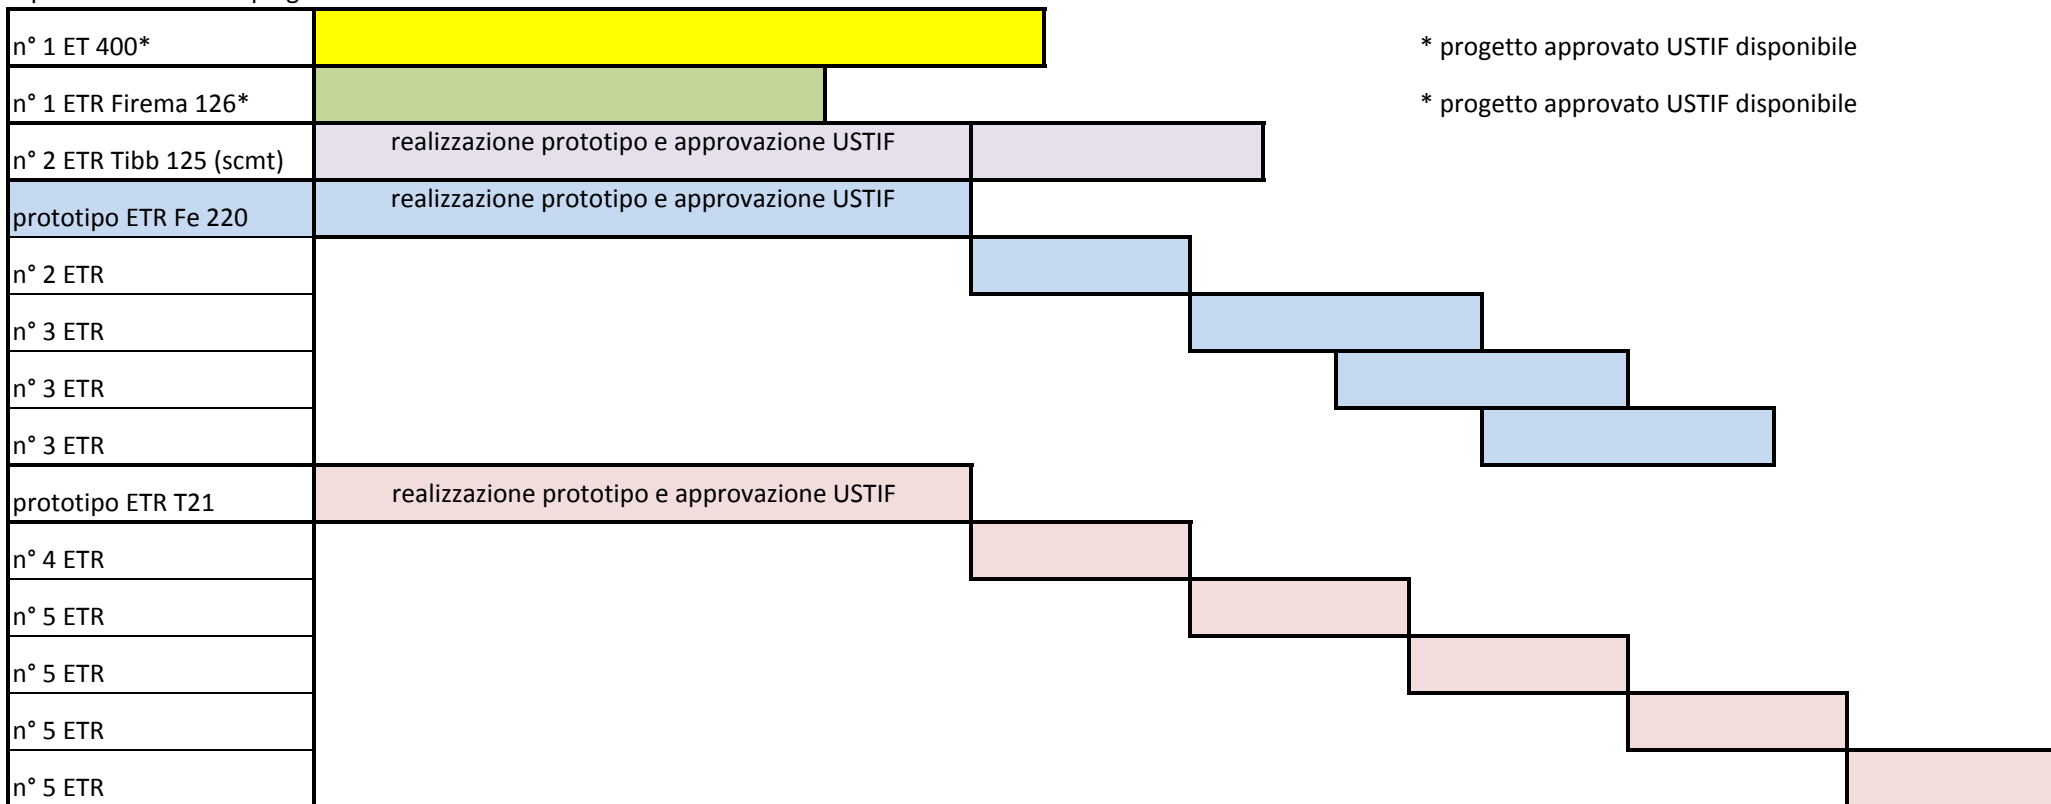 n° 1 ET 400* * progetto approvato USTIF disponibile
n° 1 ETR Firema 126* * progetto approvato USTIF disponibile
n° 2 ETR Tibb 125 (scmt) realizzazione prototipo e approvazione USTIF
prototipo ETR Fe 220 realizzazione prototipo e approvazione USTIF
n° 2 ETR
n° 3 ETR
n° 3 ETR
n° 3 ETR
prototipo ETR T21 realizzazione prototipo e approvazione USTIF
n° 4 ETR
n° 5 ETR
n° 5 ETR
n° 5 ETR
n° 5 ETR